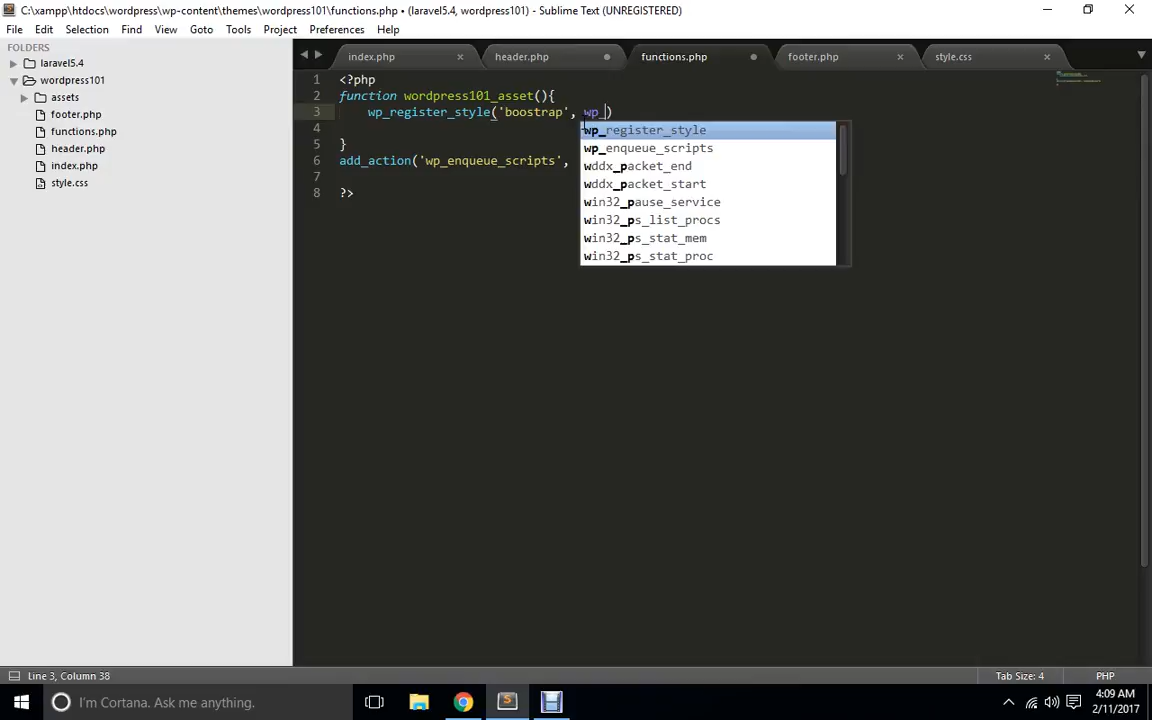 C:\xampp\htdocs\wordpress\wp-content\themes\wordpress101\functions.php • (laravel5.4, wordpress101) - Sublime Text (UNREGISTERED)
File Edit Selection Find View Goto Tools Project Preferences Help
FOLDERS
laravel5.4
wordpress101
assets
footer.php
functions.php
header.php
index.php
style.css
index.php header.php functions.php footer.php style.css
1 <?php
2 function wordpress101_asset(){
3 wp_register_style('boostrap', wp_)
4
5 }
6 add_action('wp_enqueue_scripts',
7
8 ?>
wp_register_style
wp_enqueue_scripts
wddx_packet_end
wddx_packet_start
win32_pause_service
win32_ps_list_procs
win32_ps_stat_mem
win32_ps_stat_proc
Line 3, Column 38 Tab Size: 4 PHP
I'm Cortana. Ask me anything. 4:09 AM
2/11/2017